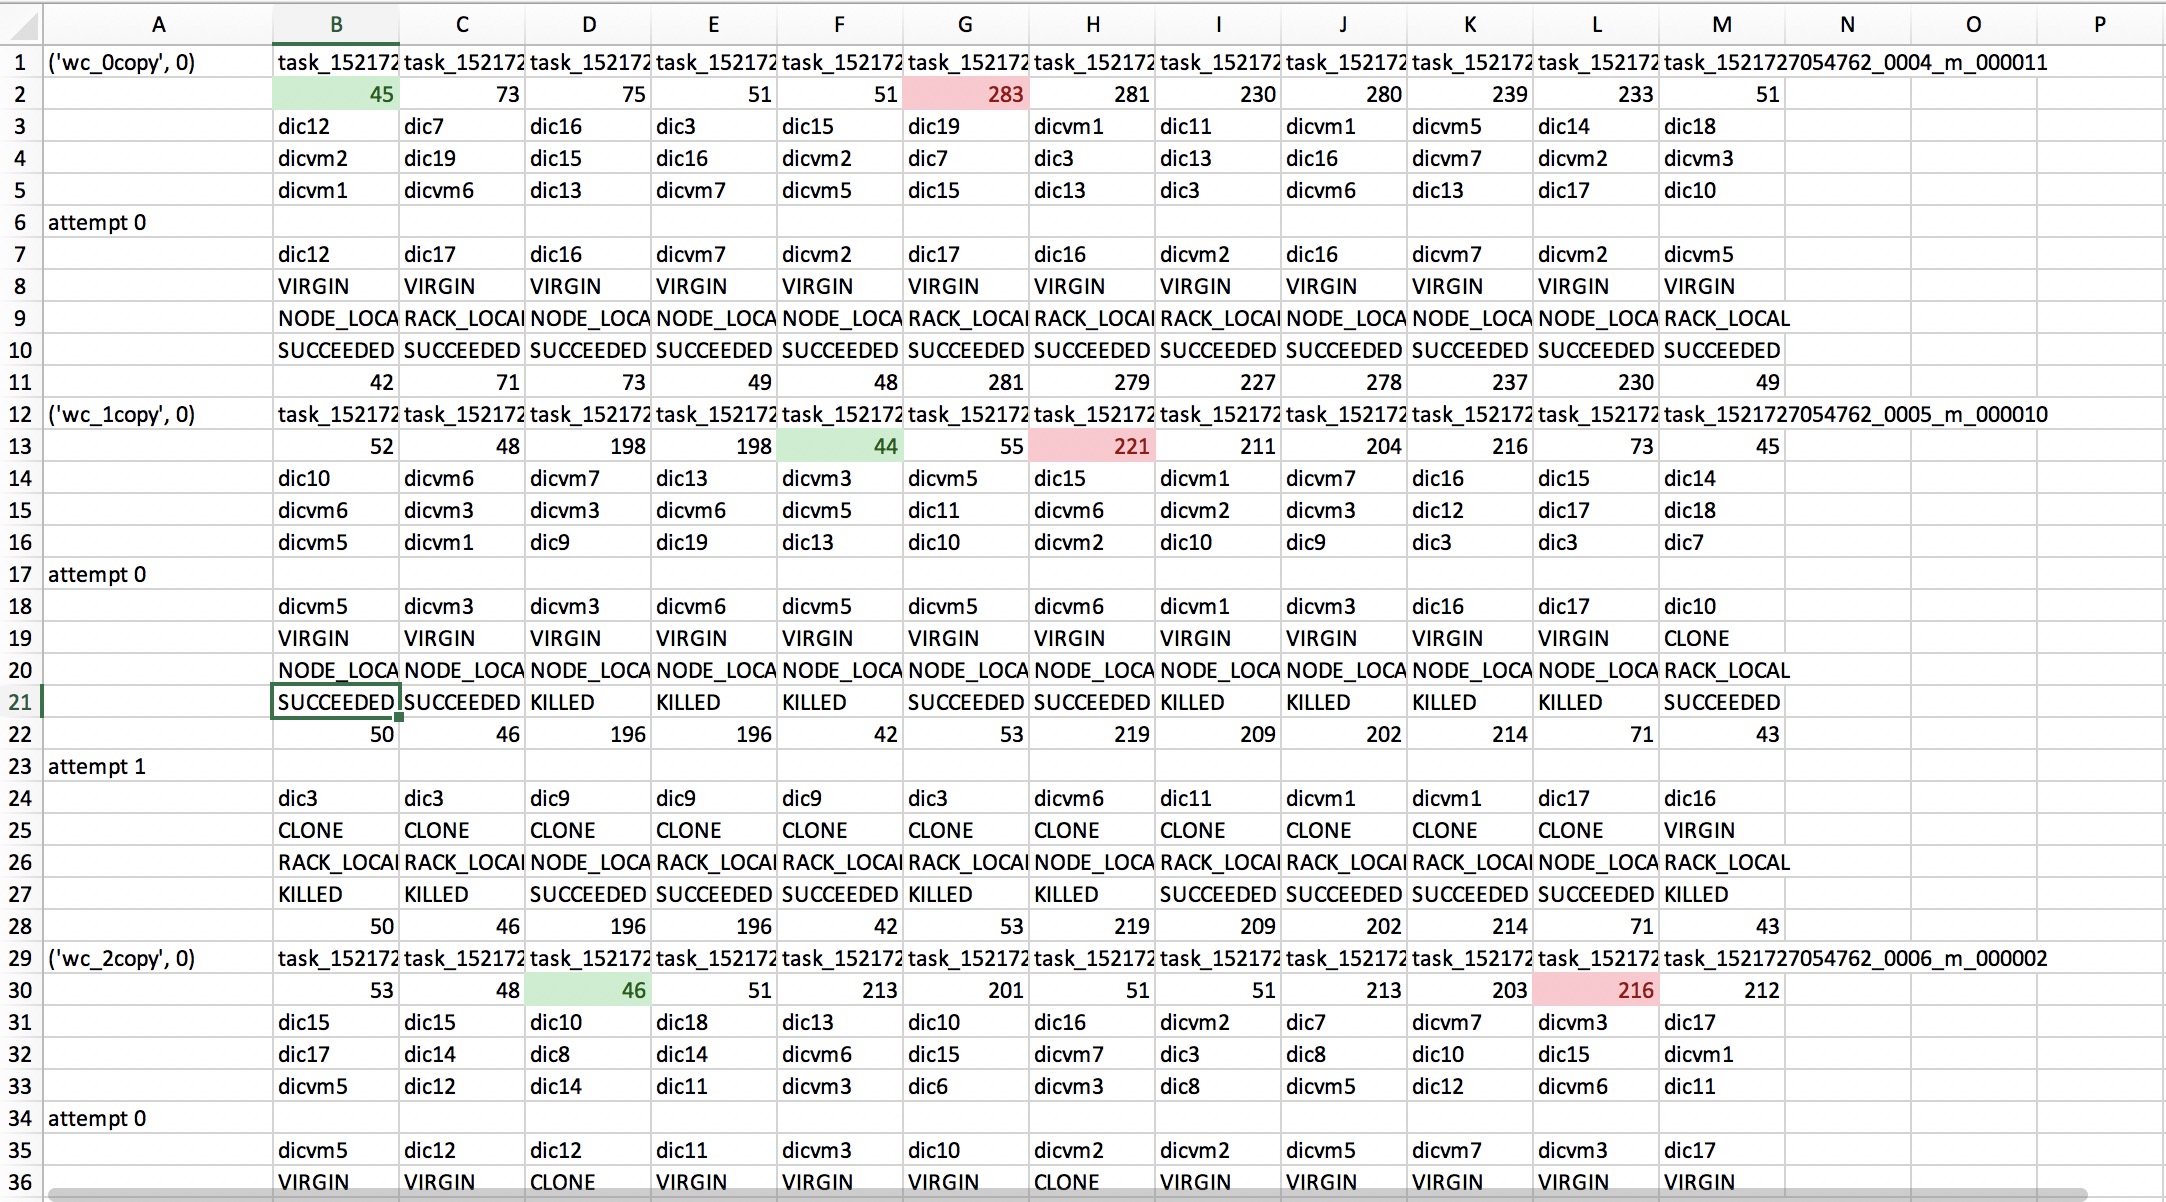 A B C D E F G H I J K L M N O P
1 ('wc_0copy', 0) task_152172 task_152172 task_152172 task_152172 task_152172 task_152172 task_152172 task_152172 task_152172 task_152172 task_152172 task_1521727054762_0004_m_000011
2 45 73 75 51 51 283 281 230 280 239 233 51
3 dic12 dic7 dic16 dic3 dic15 dic19 dicvm1 dic11 dicvm1 dicvm5 dic14 dic18
4 dicvm2 dic19 dic15 dic16 dicvm2 dic7 dic3 dic13 dic16 dicvm7 dicvm2 dicvm3
5 dicvm1 dicvm6 dic13 dicvm7 dicvm5 dic15 dic13 dic3 dicvm6 dic13 dic17 dic10
6 attempt 0
7 dic12 dic17 dic16 dicvm7 dicvm2 dic17 dic16 dicvm2 dic16 dicvm7 dicvm2 dicvm5
8 VIRGIN VIRGIN VIRGIN VIRGIN VIRGIN VIRGIN VIRGIN VIRGIN VIRGIN VIRGIN VIRGIN VIRGIN
9 NODE_LOCA RACK_LOCAL NODE_LOCA NODE_LOCA NODE_LOCA RACK_LOCAL RACK_LOCAL RACK_LOCAL NODE_LOCA NODE_LOCA NODE_LOCA RACK_LOCAL
10 SUCCEEDED SUCCEEDED SUCCEEDED SUCCEEDED SUCCEEDED SUCCEEDED SUCCEEDED SUCCEEDED SUCCEEDED SUCCEEDED SUCCEEDED SUCCEEDED
11 42 71 73 49 48 281 279 227 278 237 230 49
12 ('wc_1copy', 0) task_152172 task_152172 task_152172 task_152172 task_152172 task_152172 task_152172 task_152172 task_152172 task_152172 task_152172 task_1521727054762_0005_m_000010
13 52 48 198 198 44 55 221 211 204 216 73 45
14 dic10 dicvm6 dicvm7 dic13 dicvm3 dicvm5 dic15 dicvm1 dicvm7 dic16 dic15 dic14
15 dicvm6 dicvm3 dicvm3 dicvm6 dicvm5 dic11 dicvm6 dicvm2 dicvm3 dic12 dic17 dic18
16 dicvm5 dicvm1 dic9 dic19 dic13 dic10 dicvm2 dic10 dic9 dic3 dic3 dic7
17 attempt 0
18 dicvm5 dicvm3 dicvm3 dicvm6 dicvm5 dicvm5 dicvm6 dicvm1 dicvm3 dic16 dic17 dic10
19 VIRGIN VIRGIN VIRGIN VIRGIN VIRGIN VIRGIN VIRGIN VIRGIN VIRGIN VIRGIN VIRGIN CLONE
20 NODE_LOCA NODE_LOCA NODE_LOCA NODE_LOCA NODE_LOCA NODE_LOCA NODE_LOCA NODE_LOCA NODE_LOCA NODE_LOCA NODE_LOCA RACK_LOCAL
21 SUCCEEDED SUCCEEDED KILLED KILLED KILLED SUCCEEDED SUCCEEDED KILLED KILLED KILLED KILLED SUCCEEDED
22 50 46 196 196 42 53 219 209 202 214 71 43
23 attempt 1
24 dic3 dic3 dic9 dic9 dic9 dic3 dicvm6 dic11 dicvm1 dicvm1 dic17 dic16
25 CLONE CLONE CLONE CLONE CLONE CLONE CLONE CLONE CLONE CLONE CLONE VIRGIN
26 RACK_LOCAL RACK_LOCAL NODE_LOCA RACK_LOCAL RACK_LOCAL RACK_LOCAL NODE_LOCA RACK_LOCAL RACK_LOCAL RACK_LOCAL NODE_LOCA RACK_LOCAL
27 KILLED KILLED SUCCEEDED SUCCEEDED SUCCEEDED KILLED KILLED SUCCEEDED SUCCEEDED SUCCEEDED SUCCEEDED KILLED
28 50 46 196 196 42 53 219 209 202 214 71 43
29 ('wc_2copy', 0) task_152172 task_152172 task_152172 task_152172 task_152172 task_152172 task_152172 task_152172 task_152172 task_152172 task_152172 task_1521727054762_0006_m_000002
30 53 48 46 51 213 201 51 51 213 203 216 212
31 dic15 dic15 dic10 dic18 dic13 dic10 dic16 dicvm2 dic7 dicvm7 dicvm3 dic17
32 dic17 dic14 dic8 dic14 dicvm6 dic15 dicvm7 dic3 dic8 dic10 dic15 dicvm1
33 dicvm5 dic12 dic14 dic11 dicvm3 dic6 dicvm3 dic8 dicvm5 dic12 dicvm6 dic11
34 attempt 0
35 dicvm5 dic12 dic12 dic11 dicvm3 dic10 dicvm2 dicvm2 dicvm5 dicvm7 dicvm3 dic17
36 VIRGIN VIRGIN CLONE VIRGIN VIRGIN VIRGIN CLONE VIRGIN VIRGIN VIRGIN VIRGIN VIRGIN